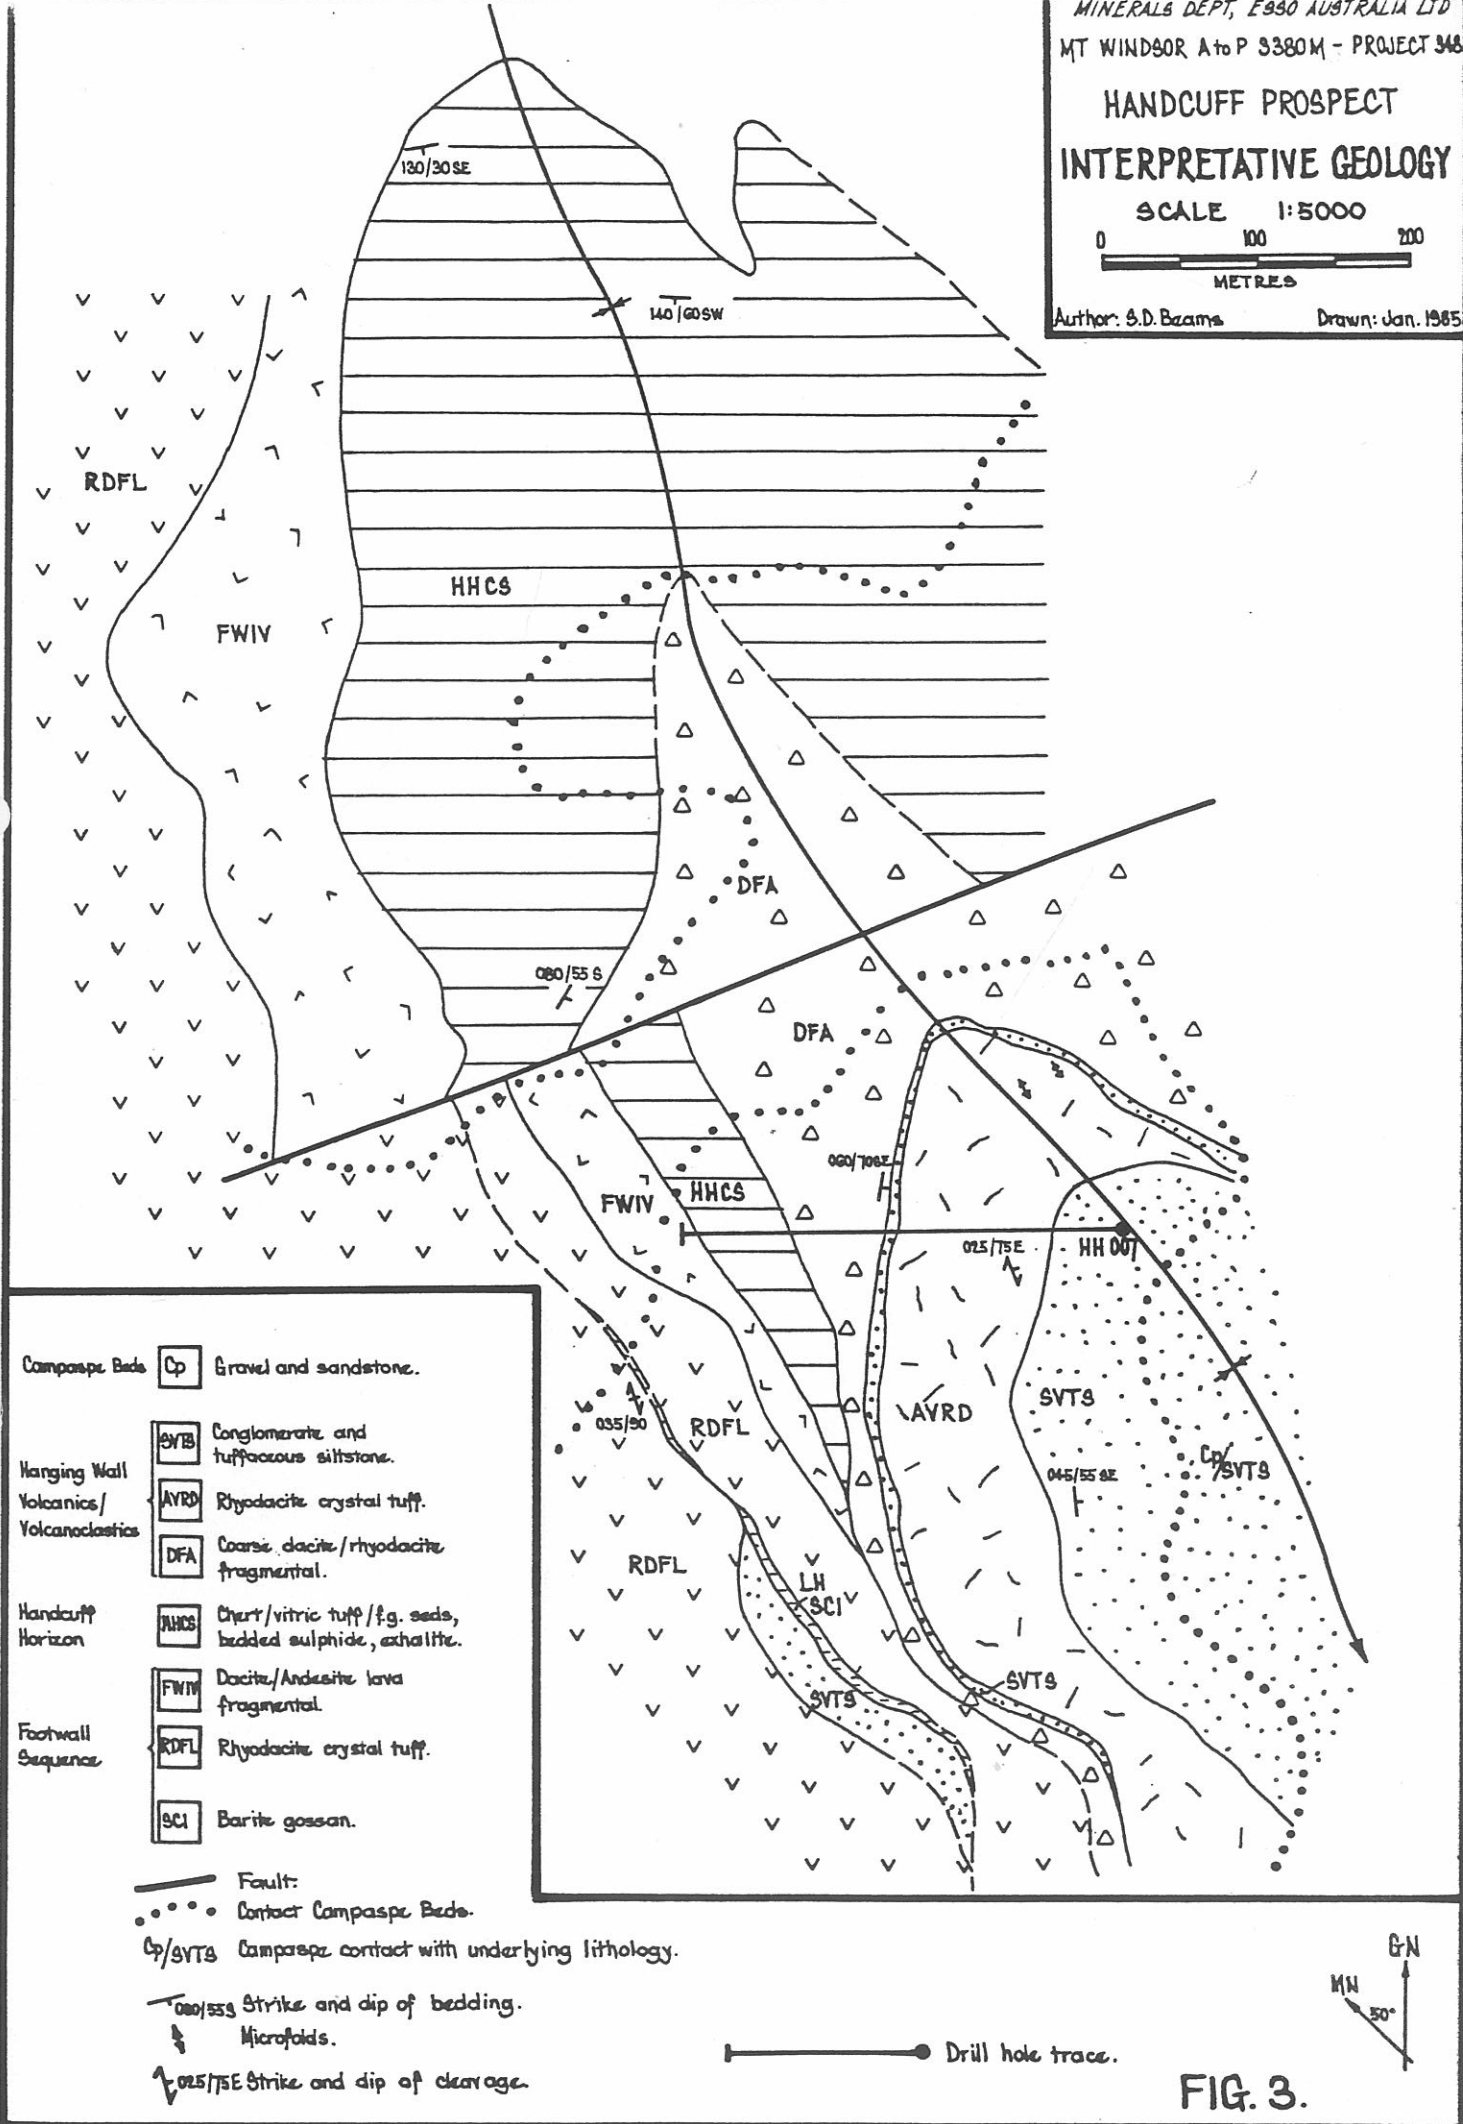 MINERALS DEPT, ESSO AUSTRALIA LTD
MT WINDSOR A to P 3380M - PROJECT
HANDCUFF PROSPECT
INTERPRETATIVE GEOLOGY
SCALE 1:5000
0 100 200
METRES
Author: S.D. Beams Drawn: Jan. 1985
130/30SE
140/60SW
RDFL
HHCS
FWIV
DFA
080/55 S
DFA
060/70SE
FWIV
HHCS
025/75E
HH 007
035/90
RDFL
AVRD
SVTS
Cp/SVTS
045/55 SE
RDFL
LH
SCI
SVTS
SVTS
Campaspe Beds Cp Gravel and sandstone.
Hanging Wall
Volcanics/
Volcanoclastics
SVTS Conglomerate and
tuffaceous siltstone.
AVRD Rhyodacite crystal tuff.
DFA Coarse dacite/rhyodacite
fragmental.
Handcuff
Horizon
HHCS Chert/vitric tuff/f.g. seds,
bedded sulphide, exhalite.
Footwall
Sequence
FWIV Dacite/Andesite lava
fragmental.
RDFL Rhyodacite crystal tuff.
SCI Barite gossan.
Fault.
Contact Campaspe Beds.
Cp/SVTS Campaspe contact with underlying lithology.
080/55S Strike and dip of bedding.
Microfolds.
025/75E Strike and dip of cleavage.
Drill hole trace.
GN
MN
50°
FIG. 3.